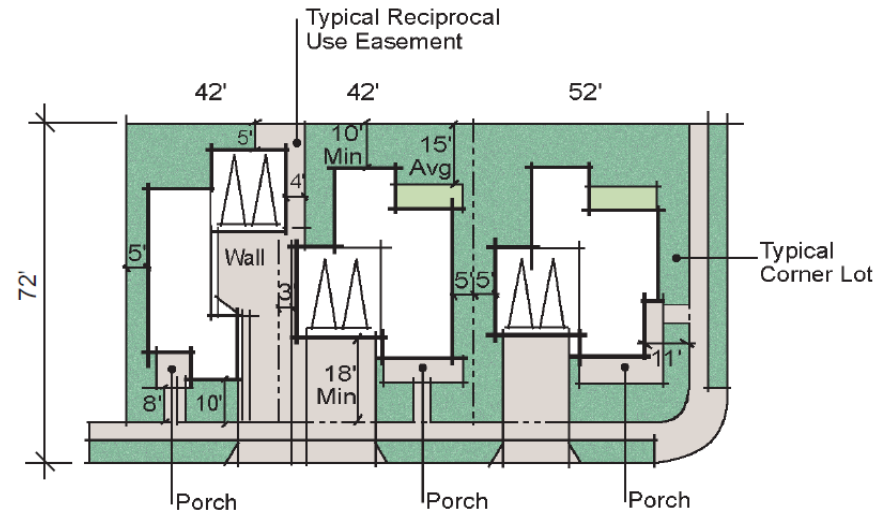 Typical Reciprocal
Use Easement
42'
42'
52'
5'
10'
Min
15'
Avg
4'
5'
Wall
Typical
Corner Lot
72'
3'
5'
5'
11'
18'
Min
8'
10'
Porch
Porch
Porch